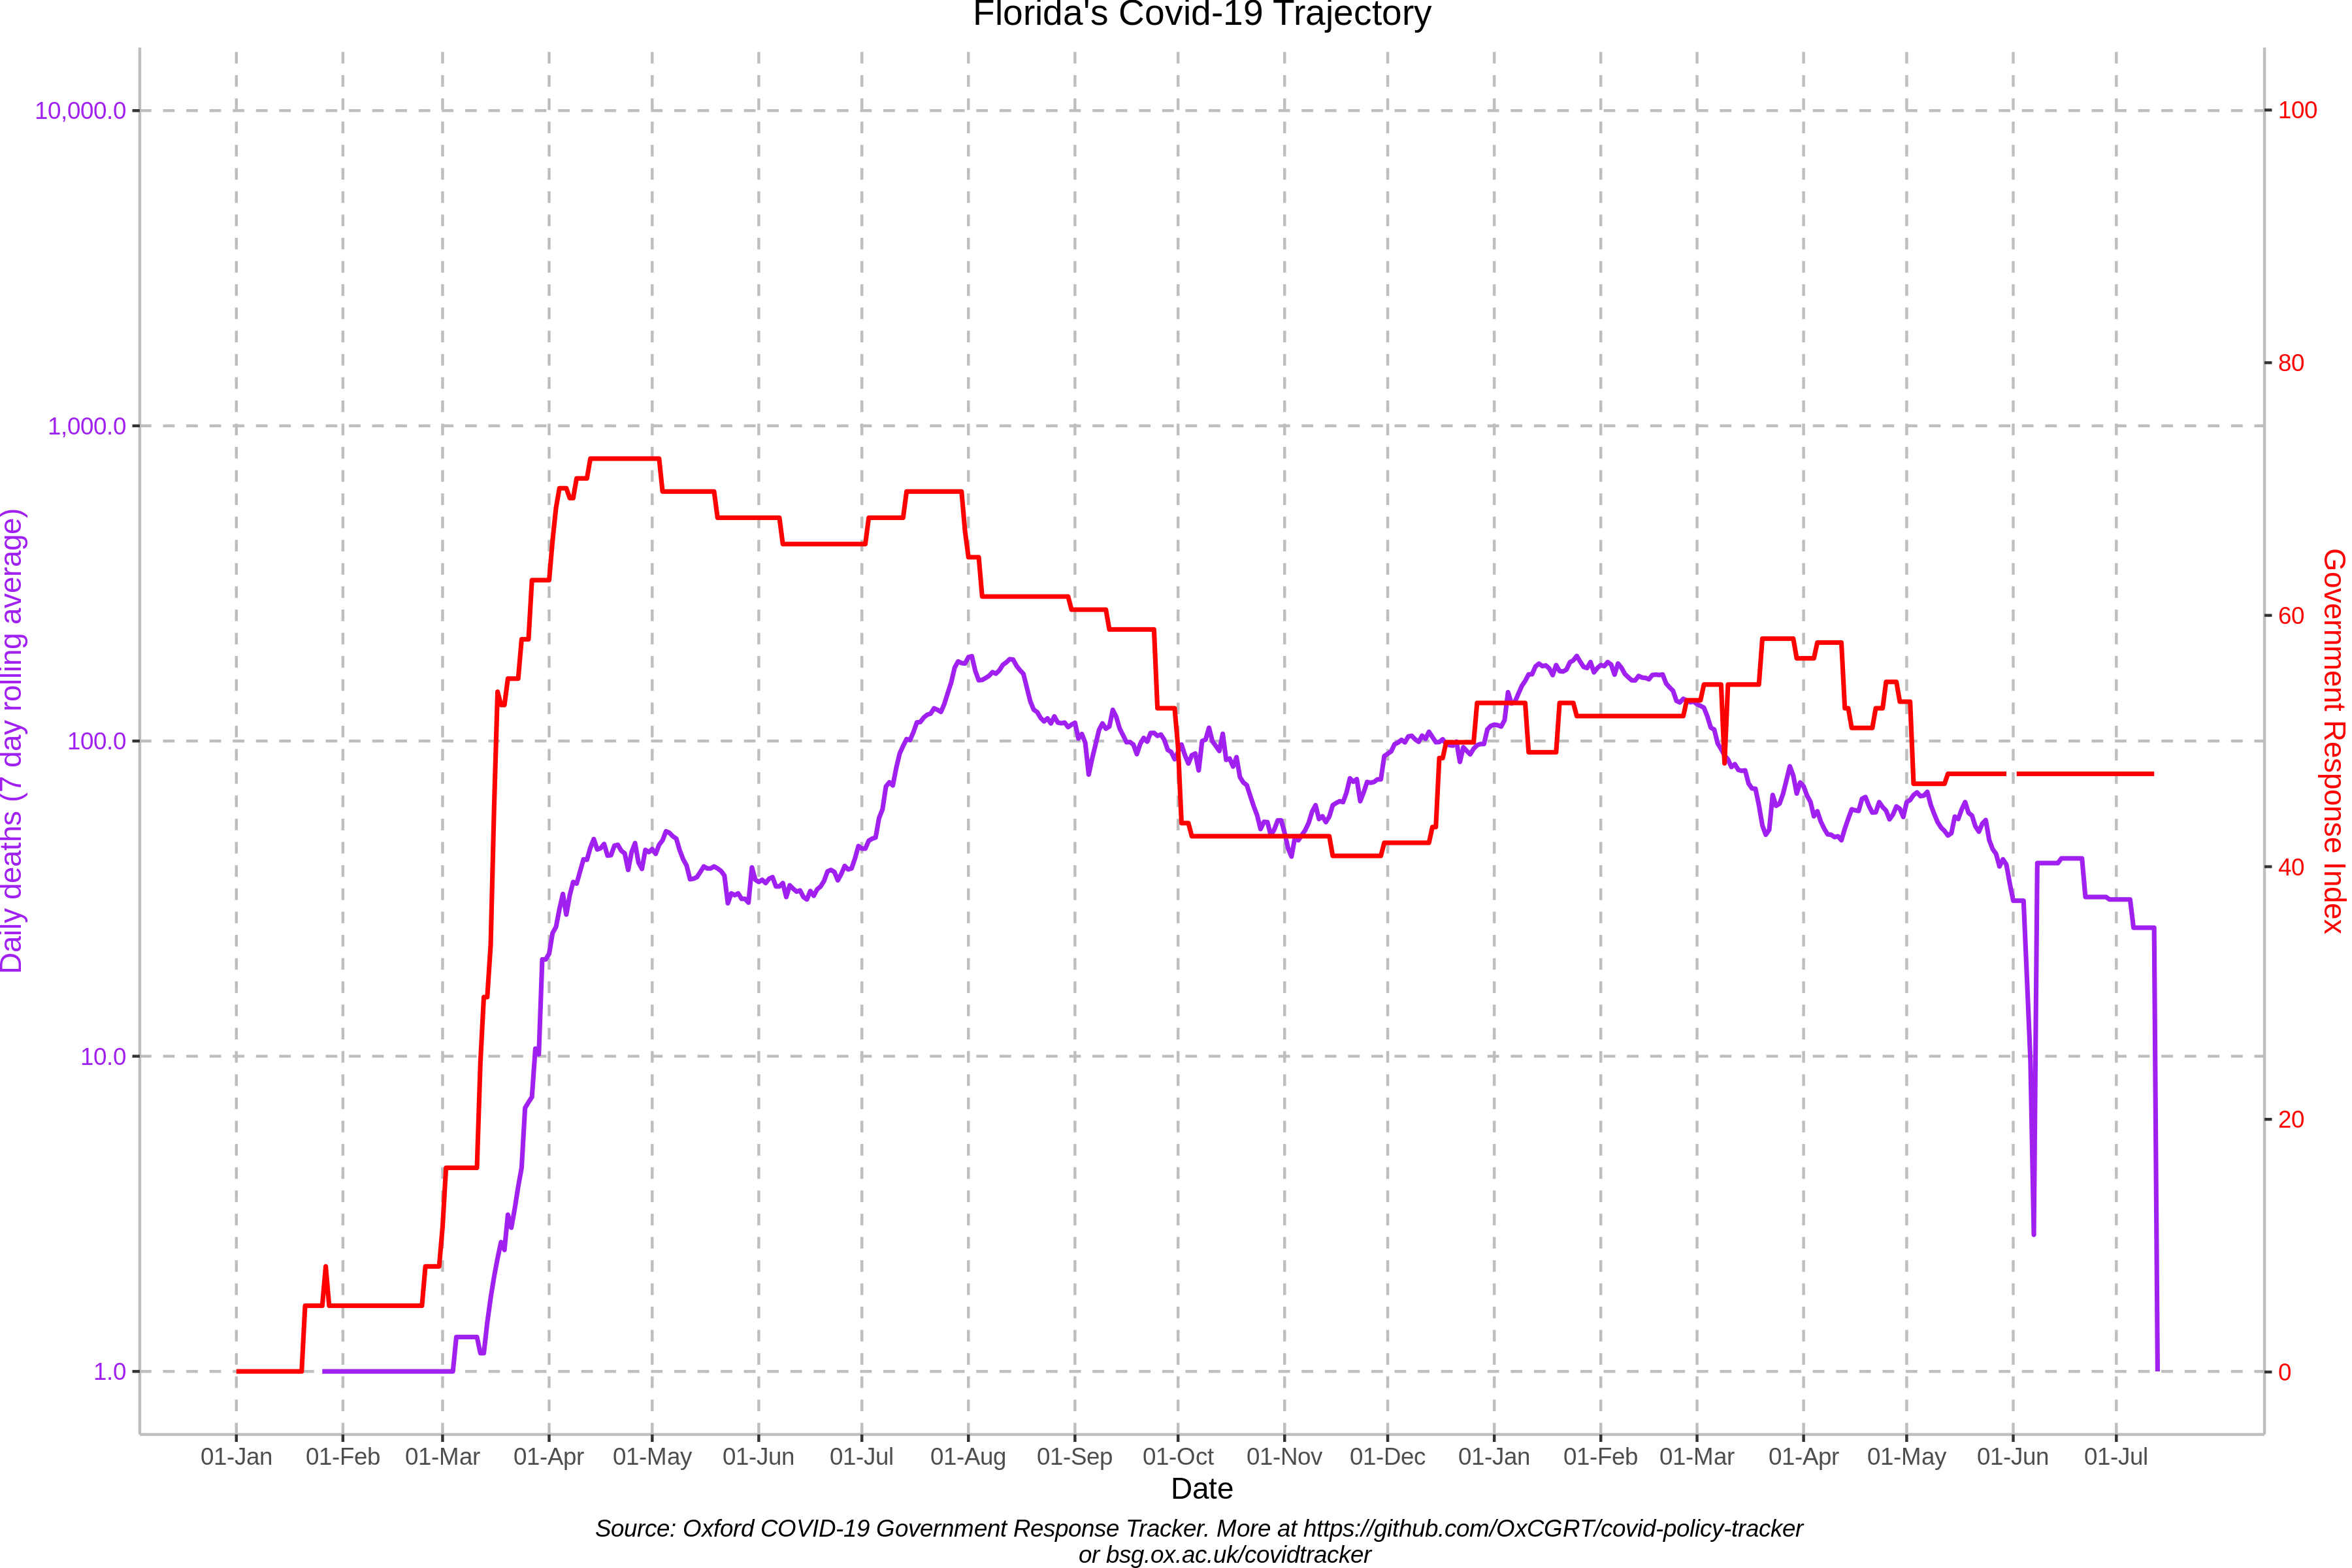 Florida's Covid-19 Trajectory
10,000.0
1,000.0
100.0
10.0
1.0
Daily deaths (7 day rolling average)
100
80
60
40
20
0
Government Response Index
01-Jan 01-Feb 01-Mar 01-Apr 01-May 01-Jun 01-Jul 01-Aug 01-Sep 01-Oct 01-Nov 01-Dec 01-Jan 01-Feb 01-Mar 01-Apr 01-May 01-Jun 01-Jul
Date
Source: Oxford COVID-19 Government Response Tracker. More at https://github.com/OxCGRT/covid-policy-tracker
or bsg.ox.ac.uk/covidtracker